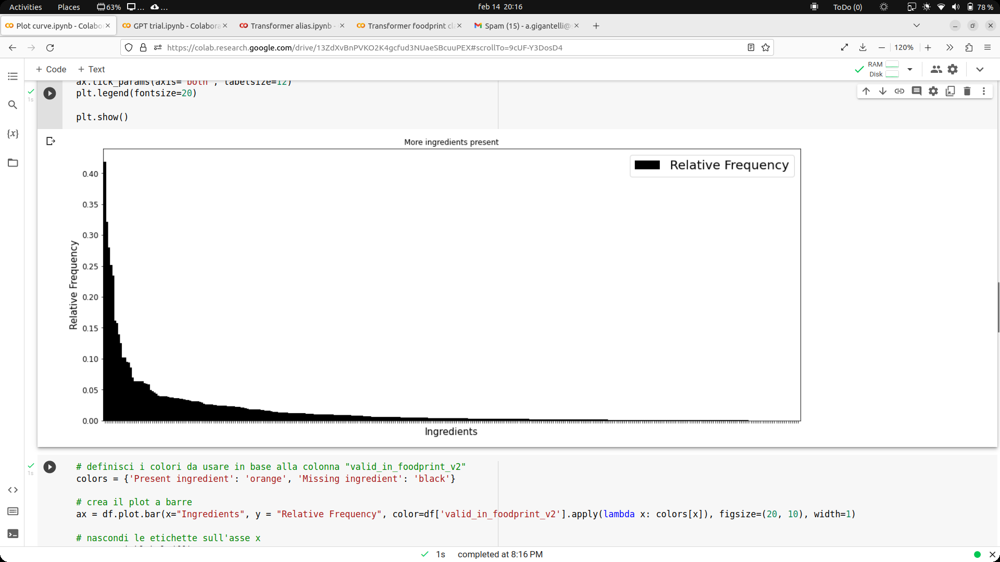 Activities Places 63% ... ... feb 14 20:16 ToDo (0) 78 %
Plot curve.ipynb - Colabo GPT trial.ipynb - Colabora Transformer alias.ipynb - Transformer foodprint cl Spam (15) - a.gigantelli@
https://colab.research.google.com/drive/13ZdXvBnPVKO2K4gcfud3NUaeSBcuuPEX#scrollTo=9cUF-Y3DosD4 120%
+ Code + Text RAM
Disk
ax.tick_params(axis='both', labelsize=12)
1s
plt.legend(fontsize=20)
plt.show()
{x}
More ingredients present
Relative Frequency
0.40
0.35
0.30
0.25
0.20
0.15
0.10
0.05
0.00
Relative Frequency
Ingredients
1s
# definisci i colori da usare in base alla colonna "valid_in_foodprint_v2"
colors = {'Present ingredient': 'orange', 'Missing ingredient': 'black'}
# crea il plot a barre
ax = df.plot.bar(x="Ingredients", y = "Relative Frequency", color=df['valid_in_foodprint_v2'].apply(lambda x: colors[x]), figsize=(20, 10), width=1)
# nascondi le etichette sull'asse x
1s completed at 8:16 PM